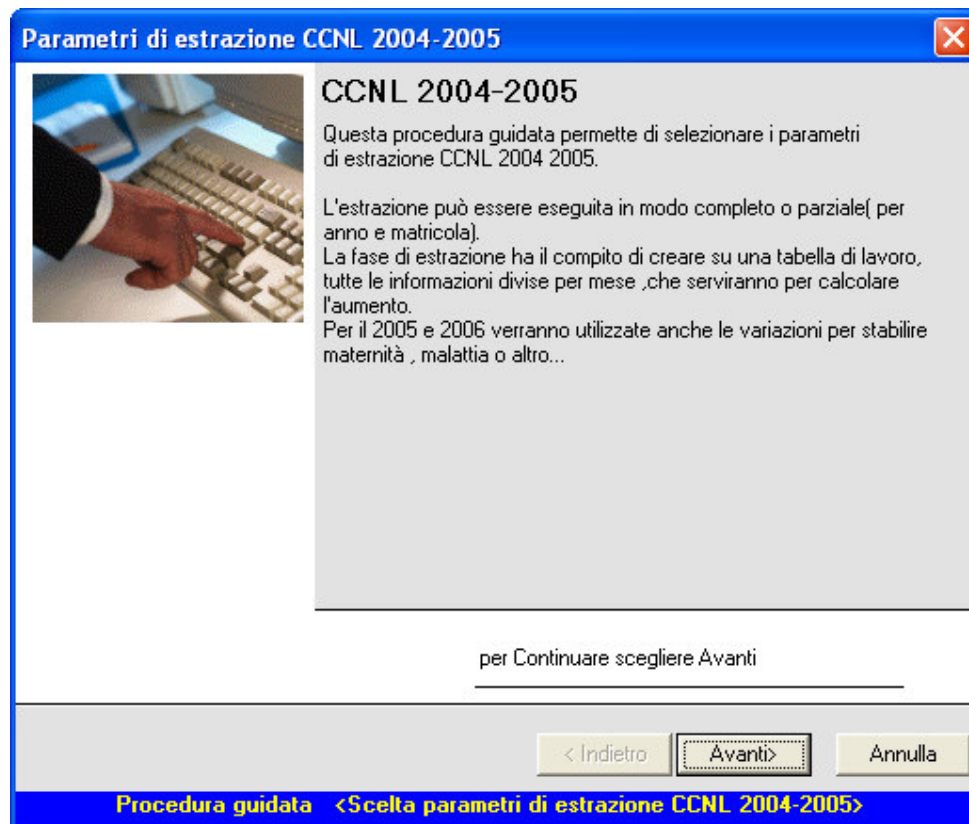 Parametri di estrazione CCNL 2004-2005
CCNL 2004-2005
Questa procedura guidata permette di selezionare i parametri
di estrazione CCNL 2004 2005.
L'estrazione può essere eseguita in modo completo o parziale( per
anno e matricola).
La fase di estrazione ha il compito di creare su una tabella di lavoro,
tutte le informazioni divise per mese ,che serviranno per calcolare
l'aumento.
Per il 2005 e 2006 verranno utilizzate anche le variazioni per stabilire
maternità , malattia o altro...
per Continuare scegliere Avanti
< Indietro Avanti> Annulla
Procedura guidata <Scelta parametri di estrazione CCNL 2004-2005>